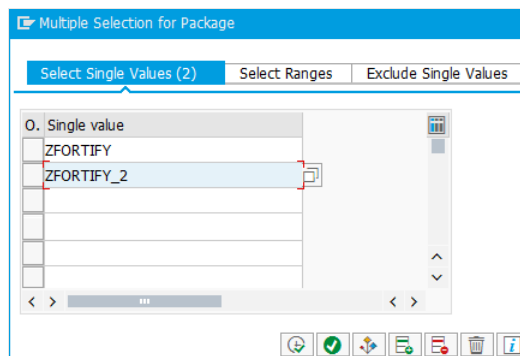 Multiple Selection for Package
Select Single Values (2) Select Ranges Exclude Single Values
O. Single value
ZFORTIFY
ZFORTIFY_2